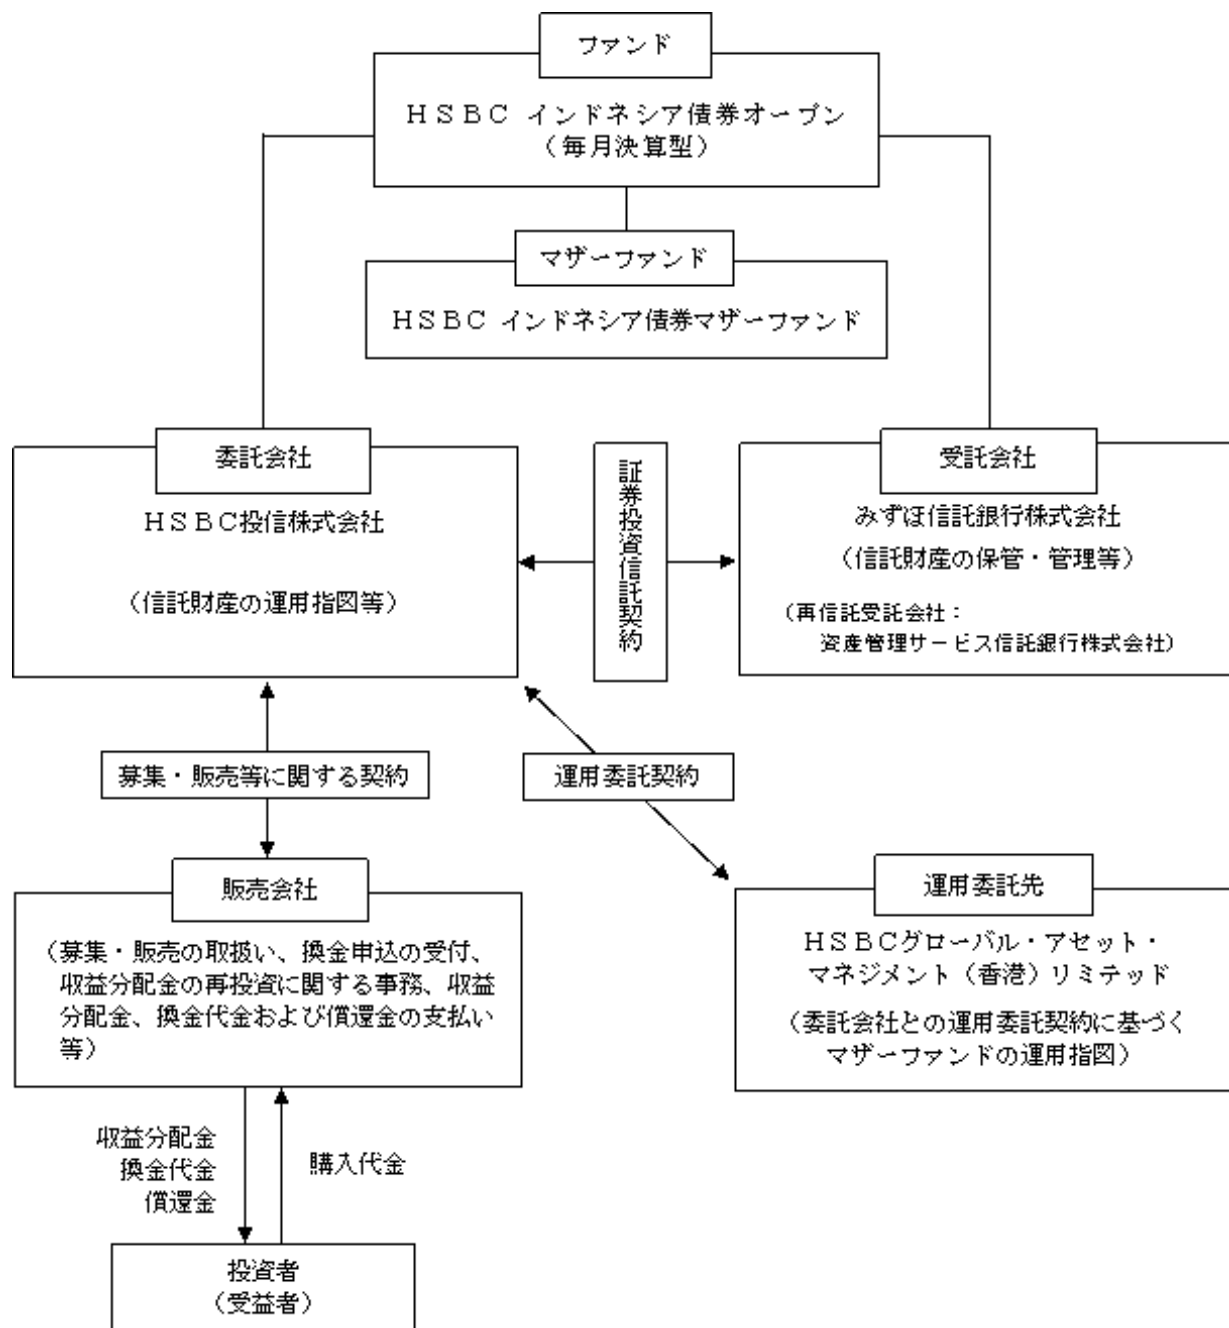 ファンド
HSBC インドネシア債券オープン
（毎月決算型）
マザーファンド
HSBC インドネシア債券マザーファンド
委託会社
HSBC投信株式会社
（信託財産の運用指図等）
証券投資信託契約
受託会社
みずほ信託銀行株式会社
（信託財産の保管・管理等）
（再信託受託会社：
資産管理サービス信託銀行株式会社）
募集・販売等に関する契約
運用委託契約
販売会社
（募集・販売の取扱い、換金申込の受付、
収益分配金の再投資に関する事務、収益
分配金、換金代金および償還金の支払い
等）
運用委託先
HSBCグローバル・アセット・
マネジメント（香港）リミテッド
（委託会社との運用委託契約に基づく
マザーファンドの運用指図）
収益分配金
換金代金
償還金
購入代金
投資者
（受益者）